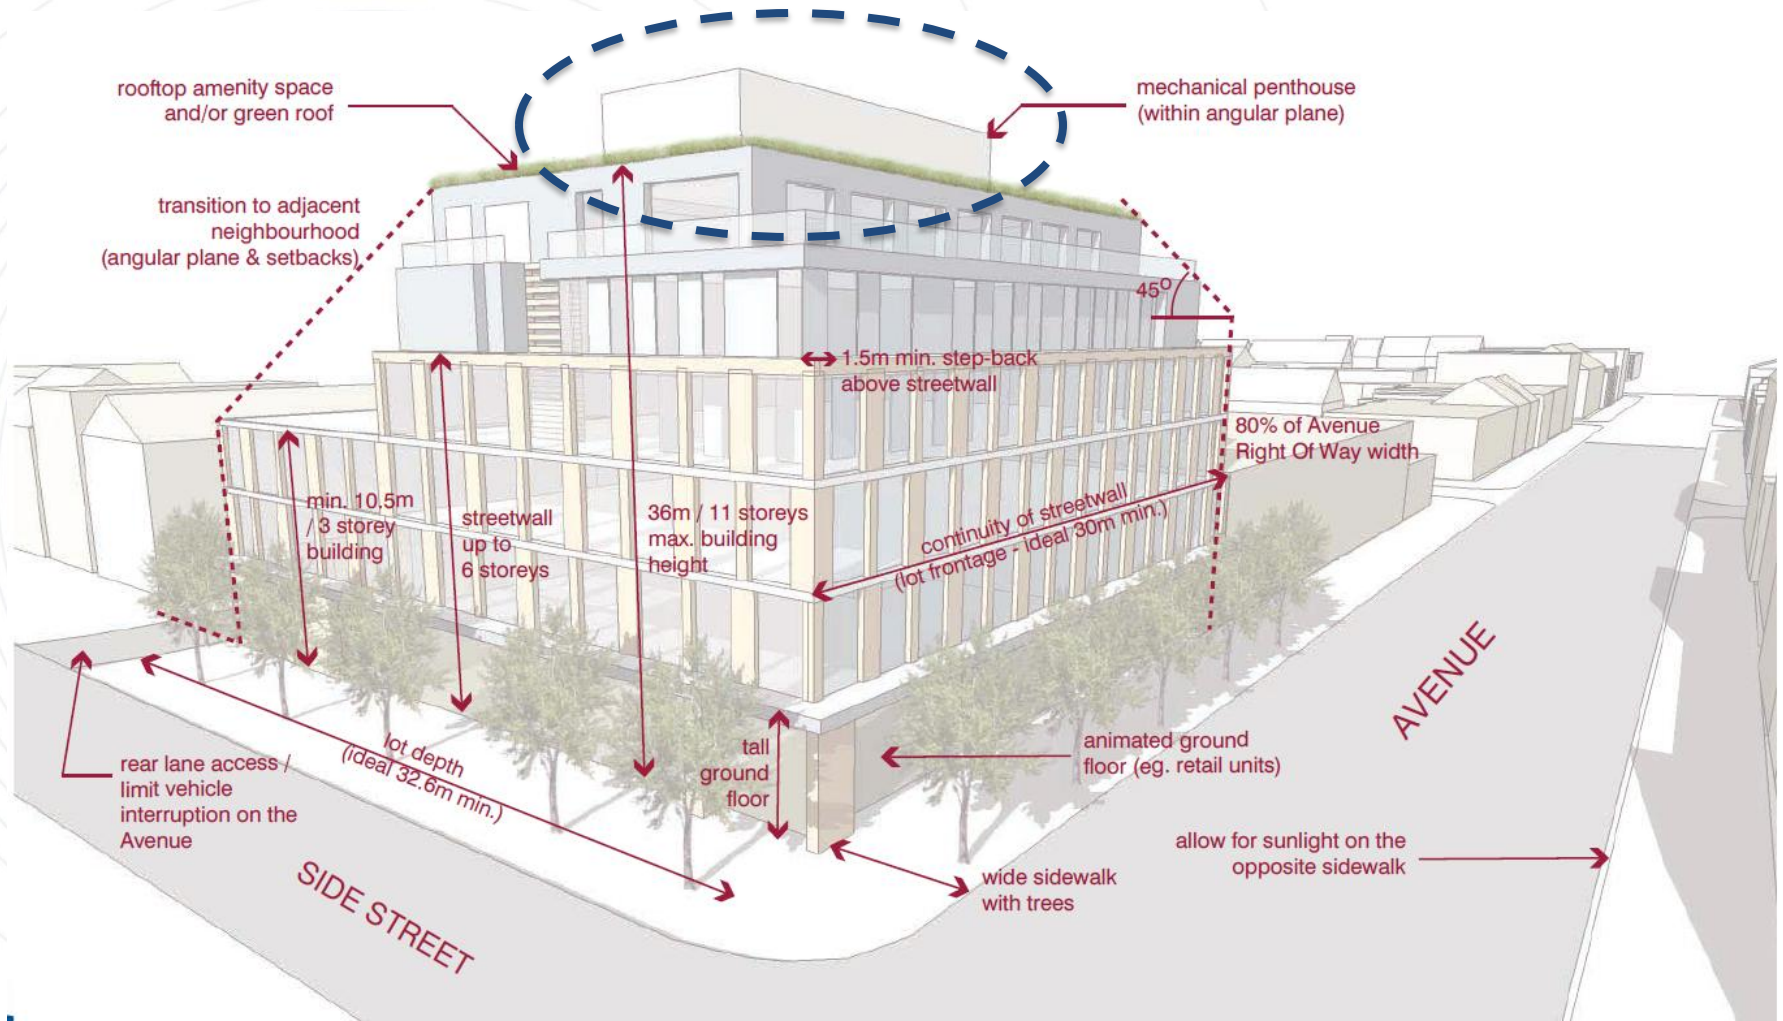 rooftop amenity space
and/or green roof
mechanical penthouse
(within angular plane)
transition to adjacent
neighbourhood
(angular plane & setbacks)
45º
1.5m min. step-back
above streetwall
80% of Avenue
Right Of Way width
min. 10.5m
/ 3 storey
building
streetwall
up to
6 storeys
36m / 11 storeys
max. building
height
continuity of streetwall
(lot frontage - ideal 30m min.)
AVENUE
lot depth
(ideal 32.6m min.)
tall
ground
floor
animated ground
floor (eg. retail units)
rear lane access /
limit vehicle
interruption on the
Avenue
allow for sunlight on the
opposite sidewalk
wide sidewalk
with trees
SIDE STREET